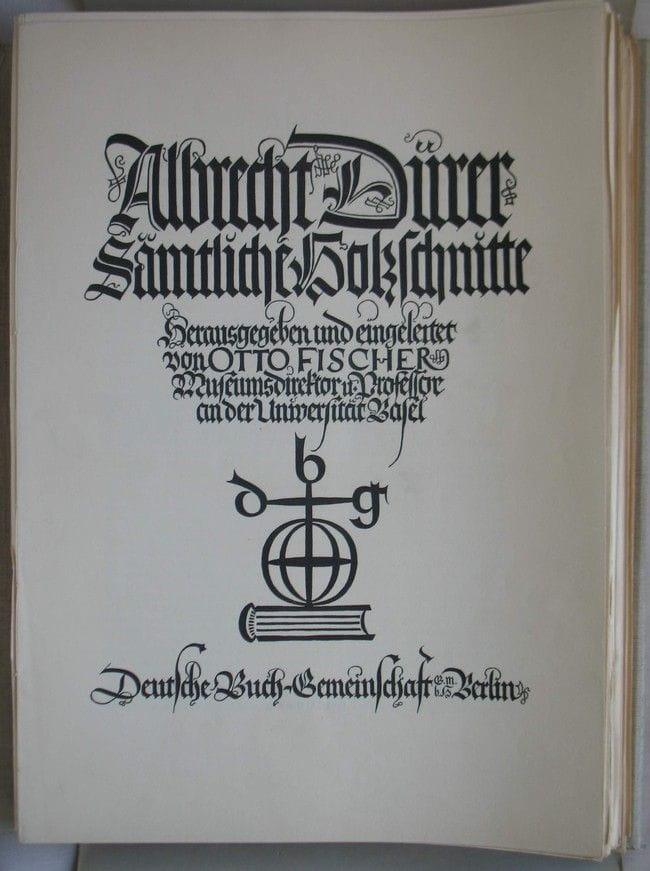 Albrecht Dürer
Sämtliche Holzschnitte
Herausgegeben und eingeleitet
von OTTO FISCHER
Museumsdirektor u. Professor
an der Universität Basel
d b g
Deutsche-Buch-Gemeinschaft G.m.b.H. Berlin